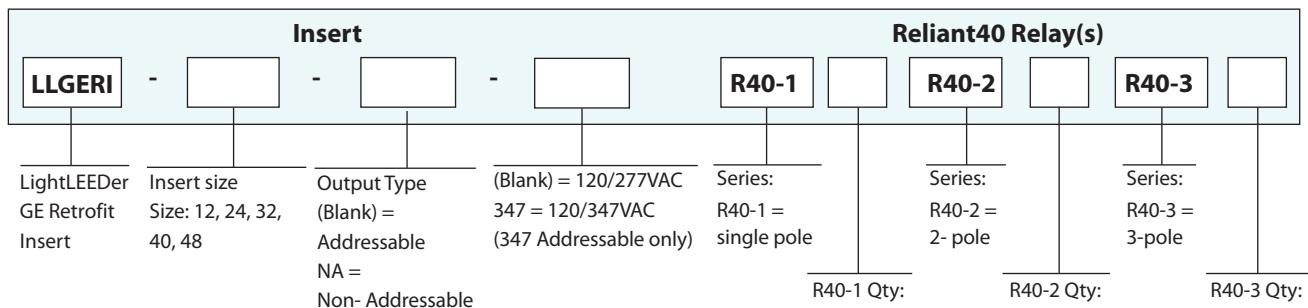 Insert
Reliant40 Relay(s)
LLGERI - - - R40-1 R40-2 R40-3
LightLEEDer
GE Retrofit
Insert
Insert size
Size: 12, 24, 32,
40, 48
Output Type
(Blank) =
Addressable
NA =
Non- Addressable
(Blank) = 120/277VAC
347 = 120/347VAC
(347 Addressable only)
Series:
R40-1 =
single pole
R40-1 Qty:
Series:
R40-2 =
2- pole
R40-2 Qty:
Series:
R40-3 =
3-pole
R40-3 Qty: